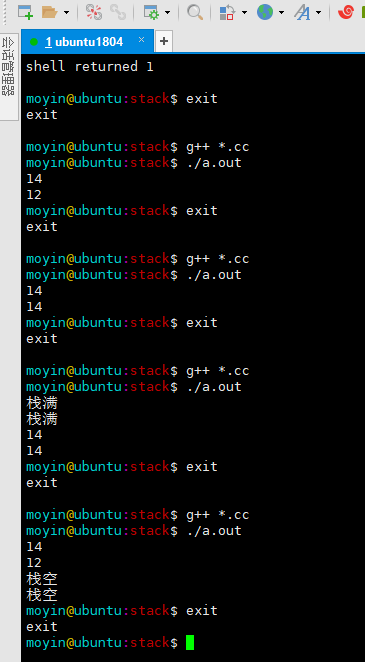 会话管理器
1 ubuntu1804 × +
shell returned 1
moyin@ubuntu:stack$ exit
exit
moyin@ubuntu:stack$ g++ *.cc
moyin@ubuntu:stack$ ./a.out
14
12
moyin@ubuntu:stack$ exit
exit
moyin@ubuntu:stack$ g++ *.cc
moyin@ubuntu:stack$ ./a.out
14
14
moyin@ubuntu:stack$ exit
exit
moyin@ubuntu:stack$ g++ *.cc
moyin@ubuntu:stack$ ./a.out
栈满
栈满
14
14
moyin@ubuntu:stack$ exit
exit
moyin@ubuntu:stack$ g++ *.cc
moyin@ubuntu:stack$ ./a.out
14
12
栈空
栈空
moyin@ubuntu:stack$ exit
exit
moyin@ubuntu:stack$